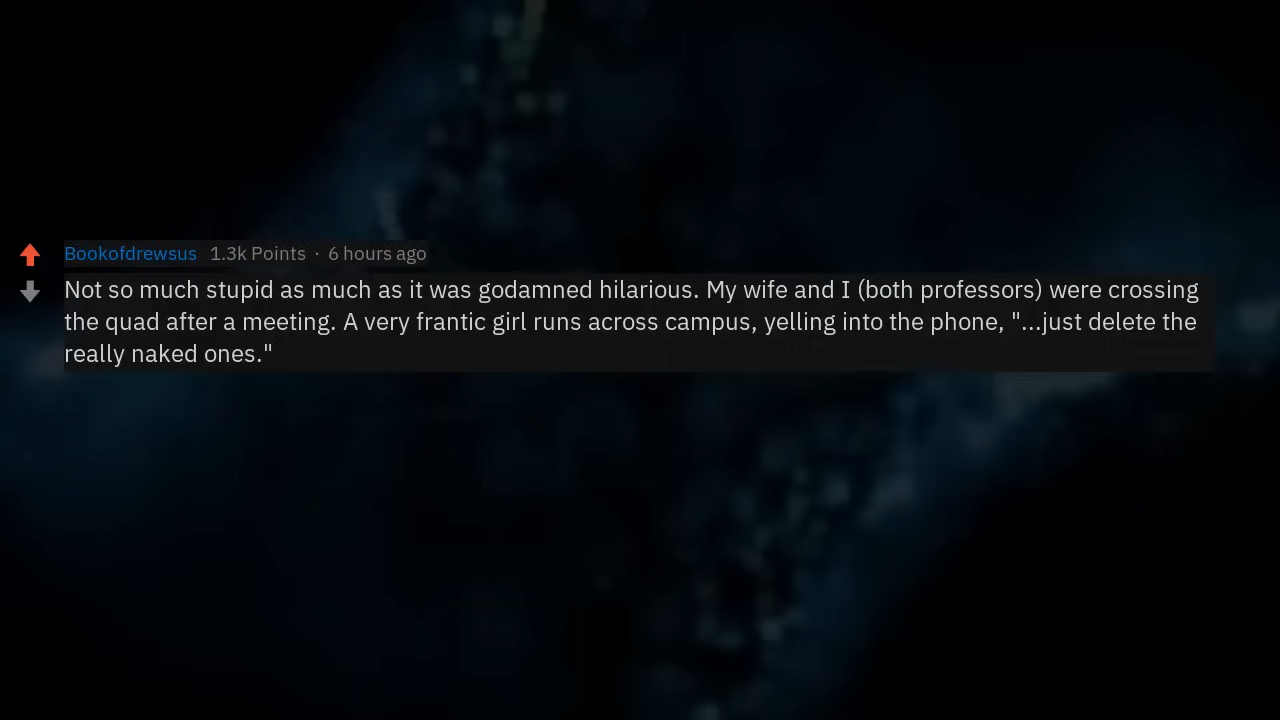 Bookofdrewsus 1.3k Points · 6 hours ago
Not so much stupid as much as it was godamned hilarious. My wife and I (both professors) were crossing
the quad after a meeting. A very frantic girl runs across campus, yelling into the phone, "...just delete the
really naked ones."